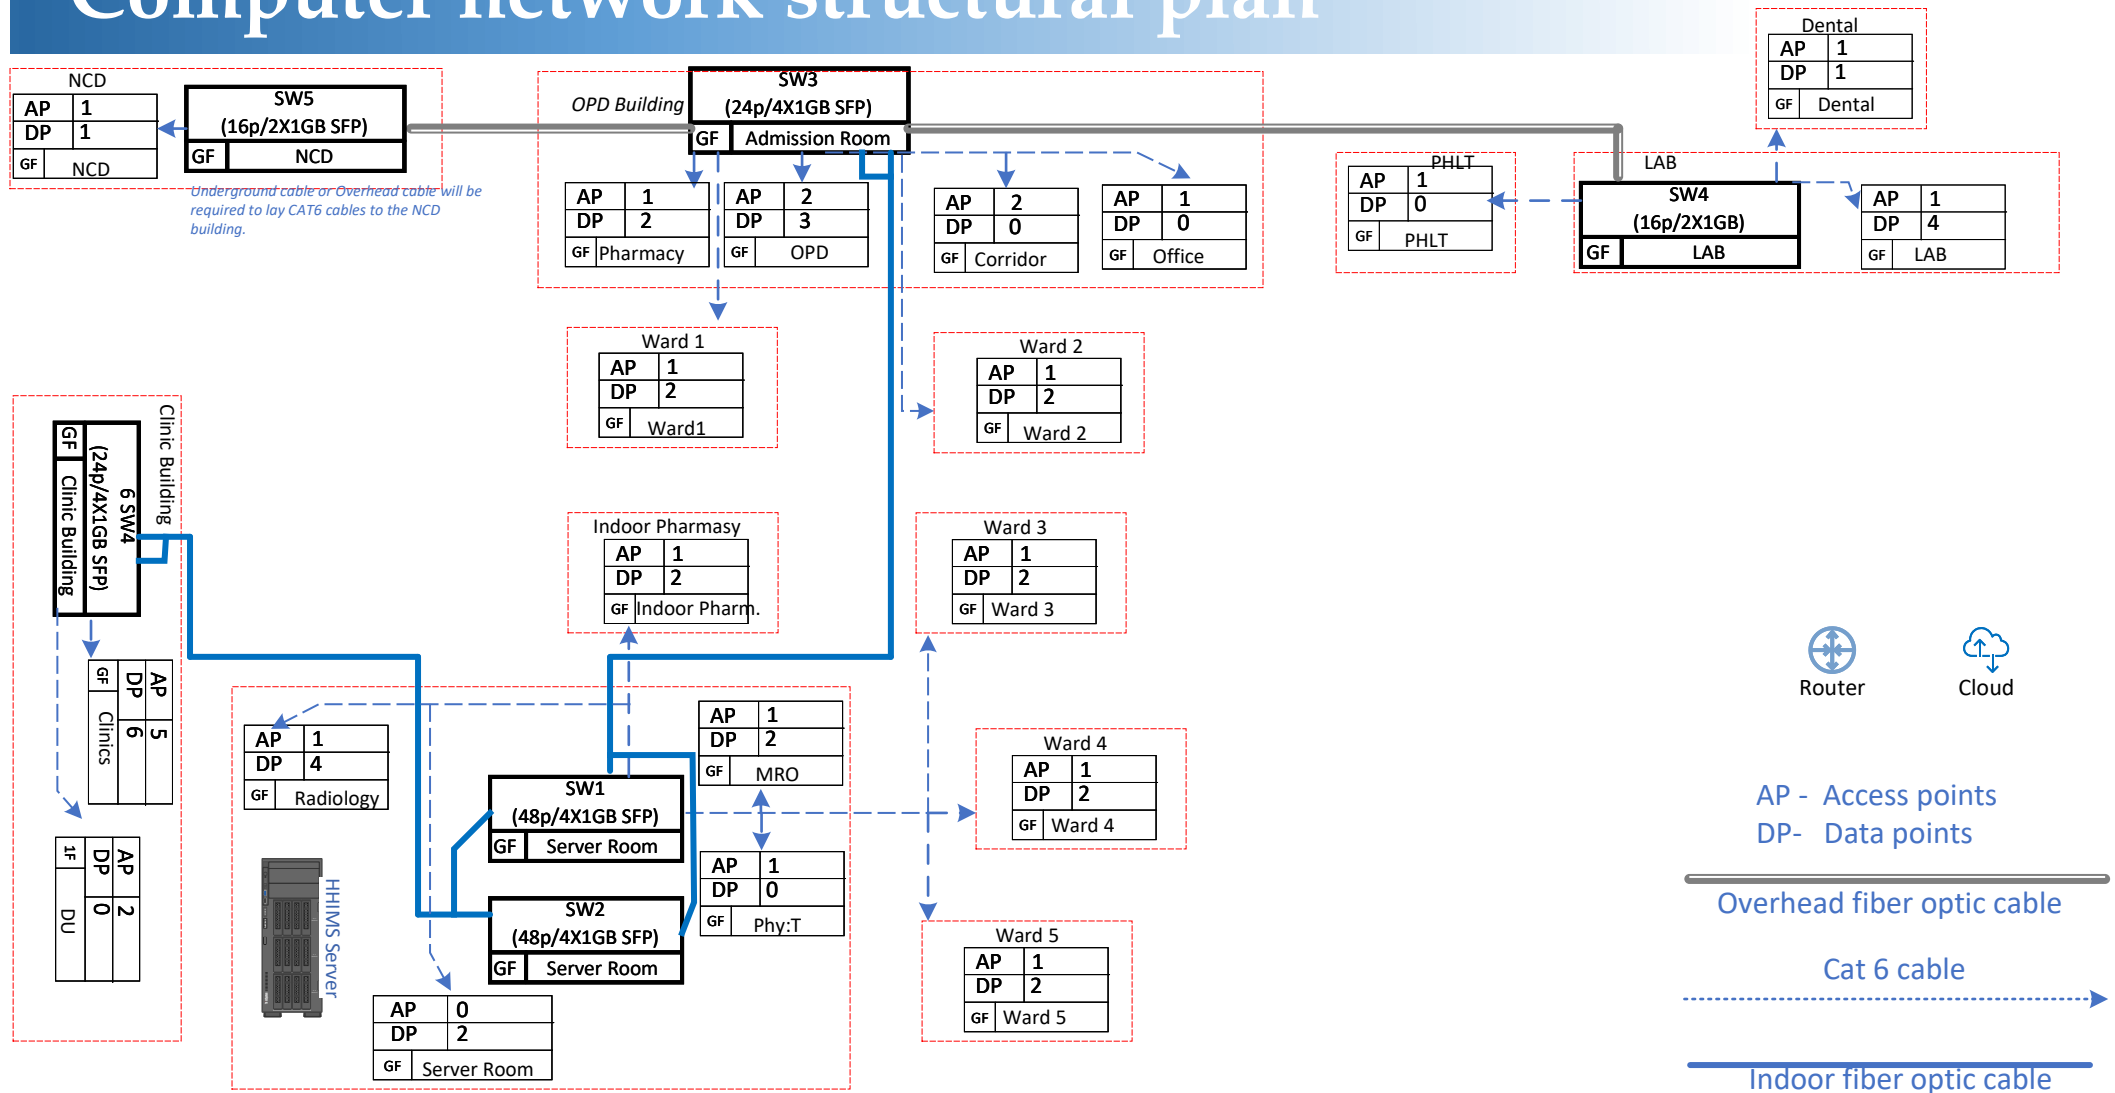 Computer network structural plan
NCD
AP 1
DP 1
GF NCD
SW5
(16p/2X1GB SFP)
GF NCD
Underground cable or Overhead cable will be
required to lay CAT6 cables to the NCD
building.
OPD Building
SW3
(24p/4X1GB SFP)
GF Admission Room
AP 1
DP 2
GF Pharmacy
AP 2
DP 3
GF OPD
AP 2
DP 0
GF Corridor
AP 1
DP 0
GF Office
Dental
AP 1
DP 1
GF Dental
PHLT
AP 1
DP 0
GF PHLT
LAB
SW4
(16p/2X1GB)
GF LAB
AP 1
DP 4
GF LAB
Ward 1
AP 1
DP 2
GF Ward1
Ward 2
AP 1
DP 2
GF Ward 2
Clinic Building
6 SW4
(24p/4X1GB SFP)
GF Clinic Building
AP 5
DP 6
GF Clinics
AP 2
DP 0
1F DU
Indoor Pharmasy
AP 1
DP 2
GF Indoor Pharm.
Ward 3
AP 1
DP 2
GF Ward 3
AP 1
DP 4
GF Radiology
AP 1
DP 2
GF MRO
SW1
(48p/4X1GB SFP)
GF Server Room
AP 1
DP 0
GF Phy:T
SW2
(48p/4X1GB SFP)
GF Server Room
HHIMS Server
AP 0
DP 2
GF Server Room
Ward 4
AP 1
DP 2
GF Ward 4
Ward 5
AP 1
DP 2
GF Ward 5
Router
Cloud
AP - Access points
DP- Data points
Overhead fiber optic cable
Cat 6 cable
Indoor fiber optic cable